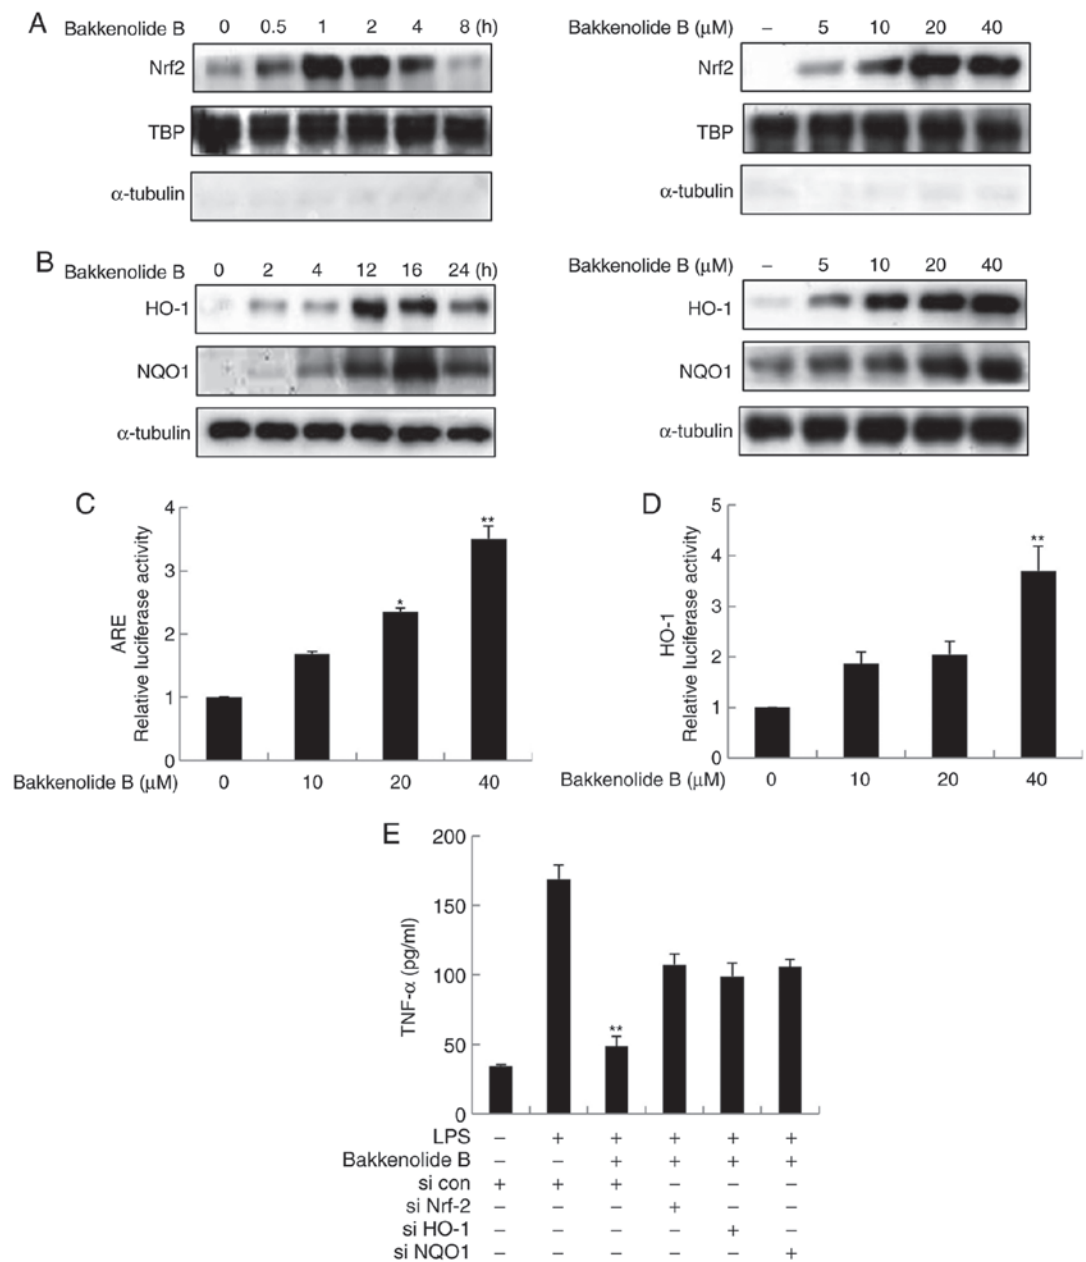 A
Bakkenolide B 0 0.5 1 2 4 8 (h)
Nrf2
TBP
α-tubulin
Bakkenolide B (μM) – 5 10 20 40
Nrf2
TBP
α-tubulin
B
Bakkenolide B 0 2 4 12 16 24 (h)
HO-1
NQO1
α-tubulin
Bakkenolide B (μM) – 5 10 20 40
HO-1
NQO1
α-tubulin
C
ARE
Relative luciferase activity
4
3
2
1
0
**
*
Bakkenolide B (μM) 0 10 20 40
D
HO-1
Relative luciferase activity
5
4
3
2
1
0
**
Bakkenolide B (μM) 0 10 20 40
E
TNF-α (pg/ml)
200
150
100
50
0
**
LPS – + + + + +
Bakkenolide B – – + + + +
si con + + + – – –
si Nrf-2 – – – + – –
si HO-1 – – – – + –
si NQO1 – – – – – +